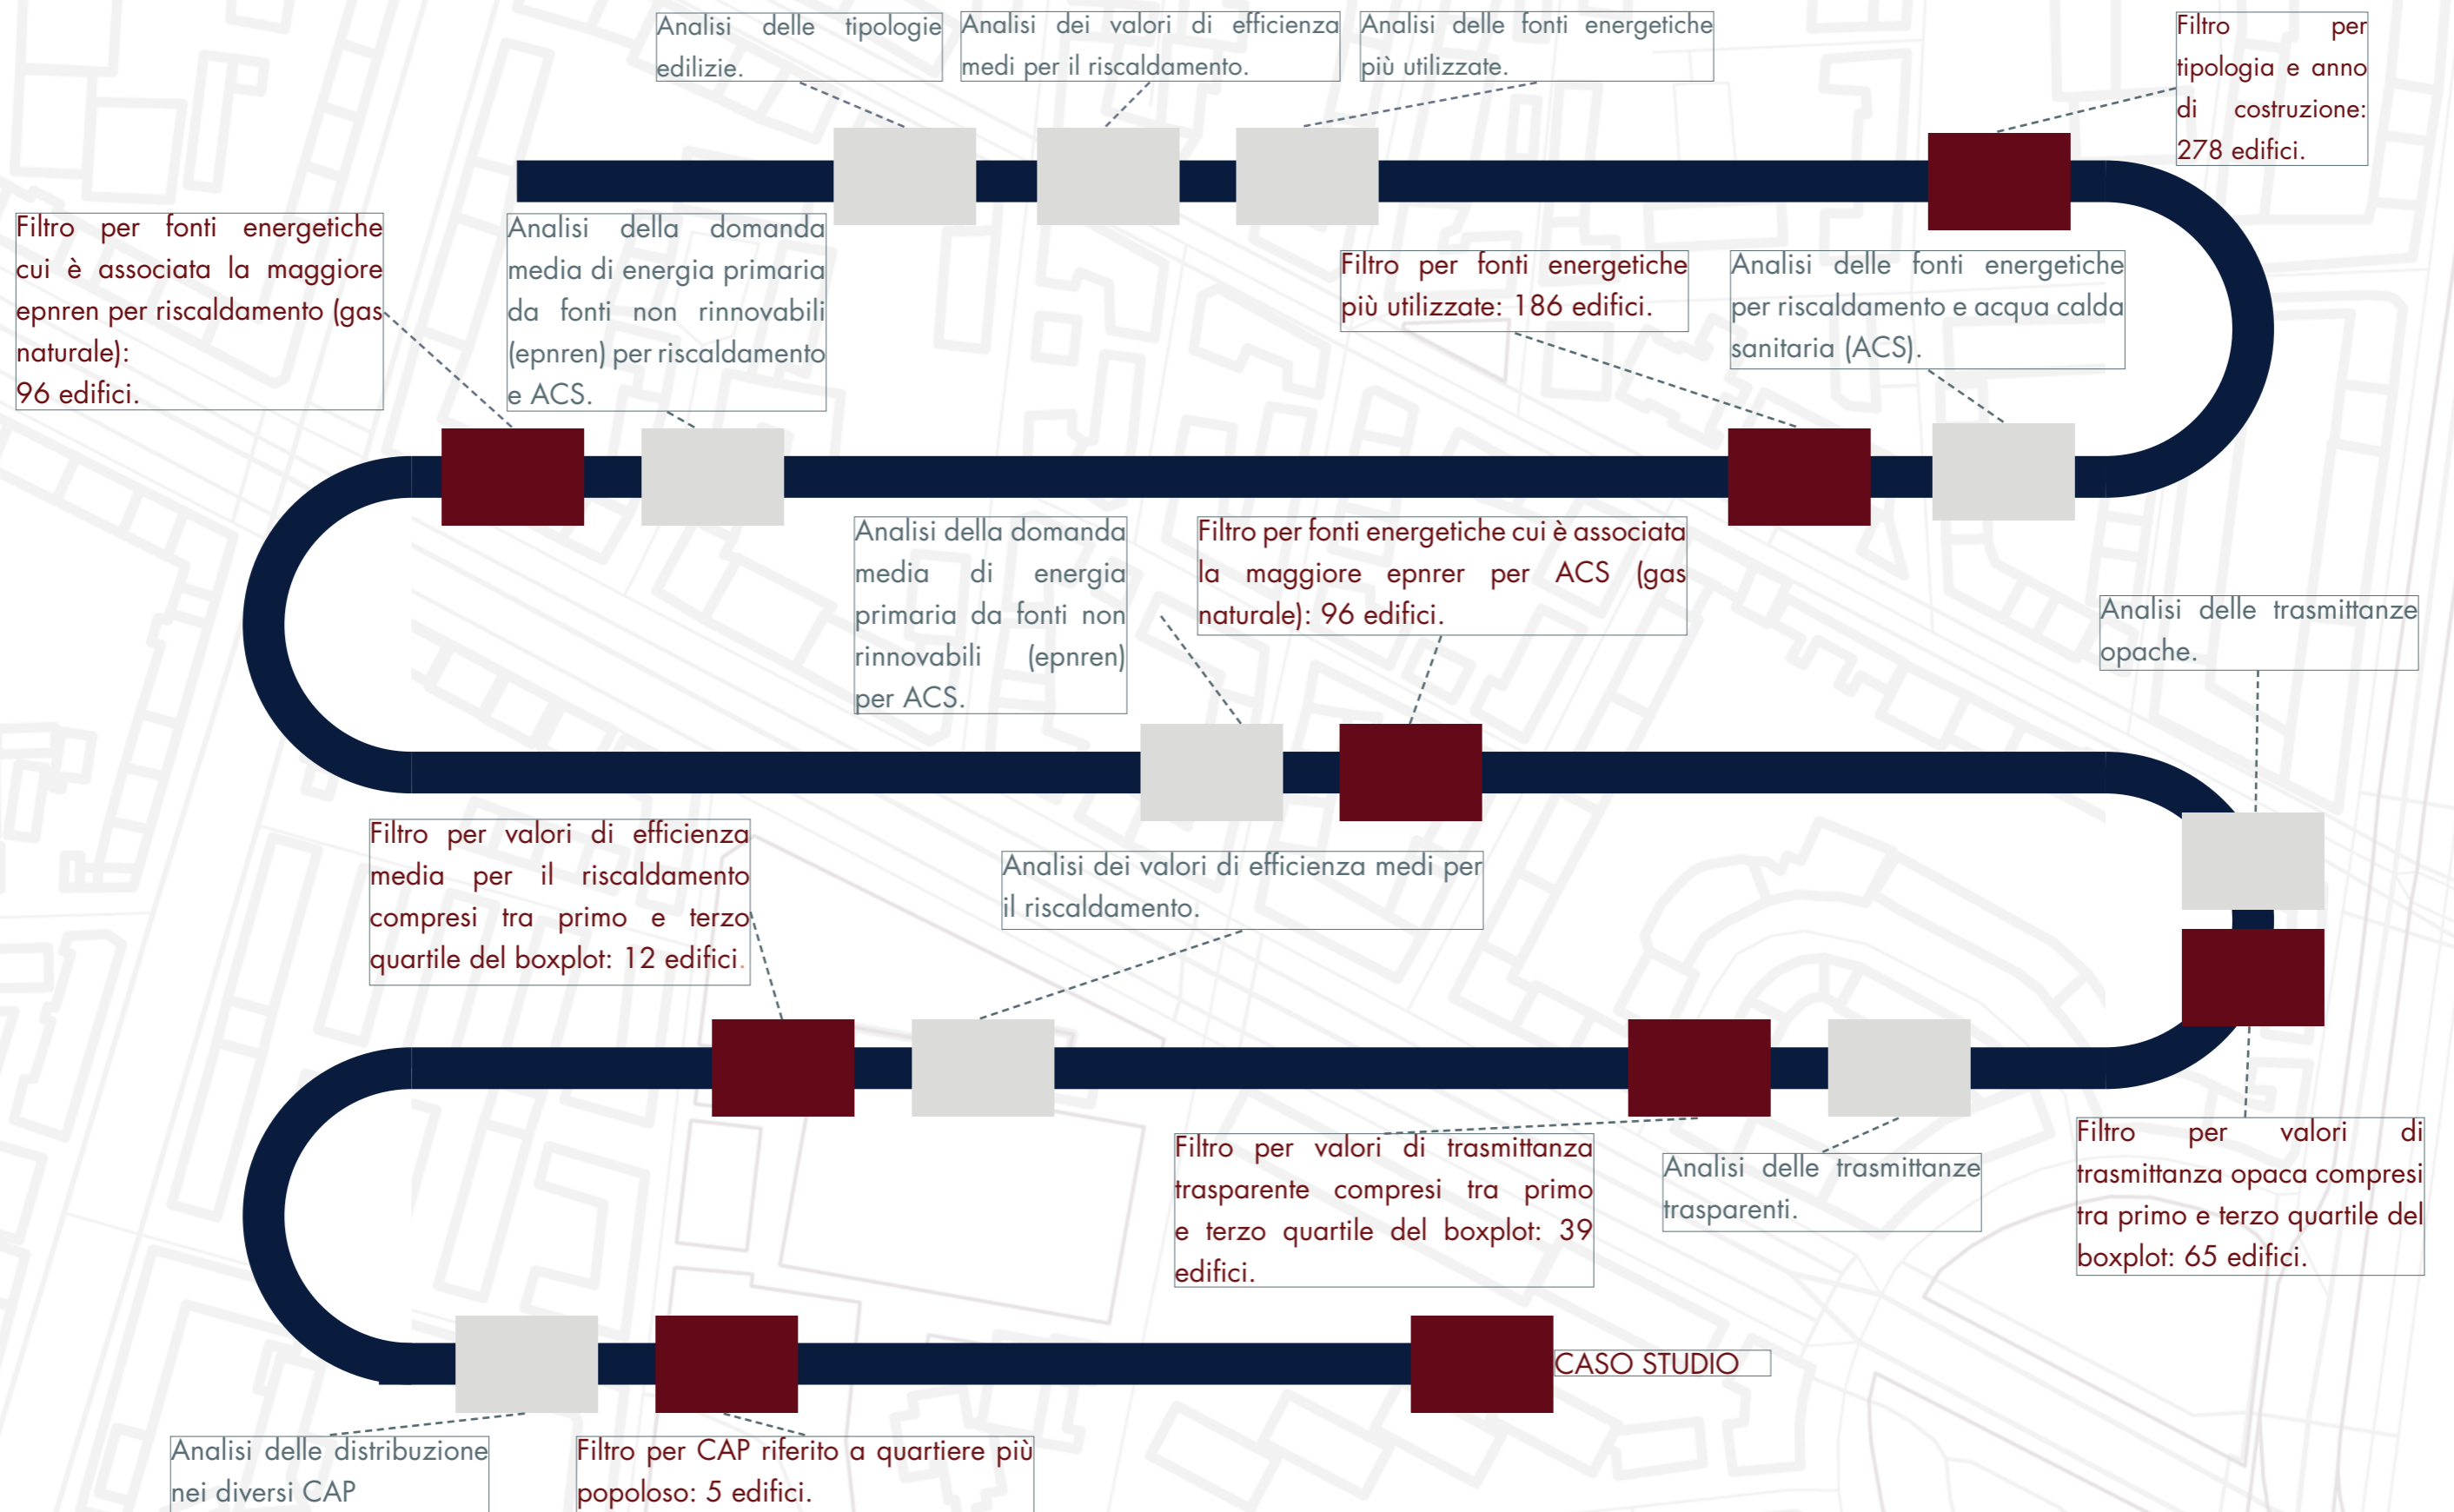 Analisi delle tipologie
edilizie.
Analisi dei valori di efficienza
medi per il riscaldamento.
Analisi delle fonti energetiche
più utilizzate.
Filtro per
tipologia e anno
di costruzione:
278 edifici.
Filtro per fonti energetiche
cui è associata la maggiore
epnren per riscaldamento (gas
naturale):
96 edifici.
Analisi della domanda
media di energia primaria
da fonti non rinnovabili
(epnren) per riscaldamento
e ACS.
Filtro per fonti energetiche
più utilizzate: 186 edifici.
Analisi delle fonti energetiche
per riscaldamento e acqua calda
sanitaria (ACS).
Analisi della domanda
media di energia
primaria da fonti non
rinnovabili (epnren)
per ACS.
Filtro per fonti energetiche cui è associata
la maggiore epnrer per ACS (gas
naturale): 96 edifici.
Analisi delle trasmittanze
opache.
Filtro per valori di efficienza
media per il riscaldamento
compresi tra primo e terzo
quartile del boxplot: 12 edifici.
Analisi dei valori di efficienza medi per
il riscaldamento.
Filtro per valori di trasmittanza
trasparente compresi tra primo
e terzo quartile del boxplot: 39
edifici.
Analisi delle trasmittanze
trasparenti.
Filtro per valori di
trasmittanza opaca compresi
tra primo e terzo quartile del
boxplot: 65 edifici.
CASO STUDIO
Analisi delle distribuzione
nei diversi CAP
Filtro per CAP riferito a quartiere più
popoloso: 5 edifici.